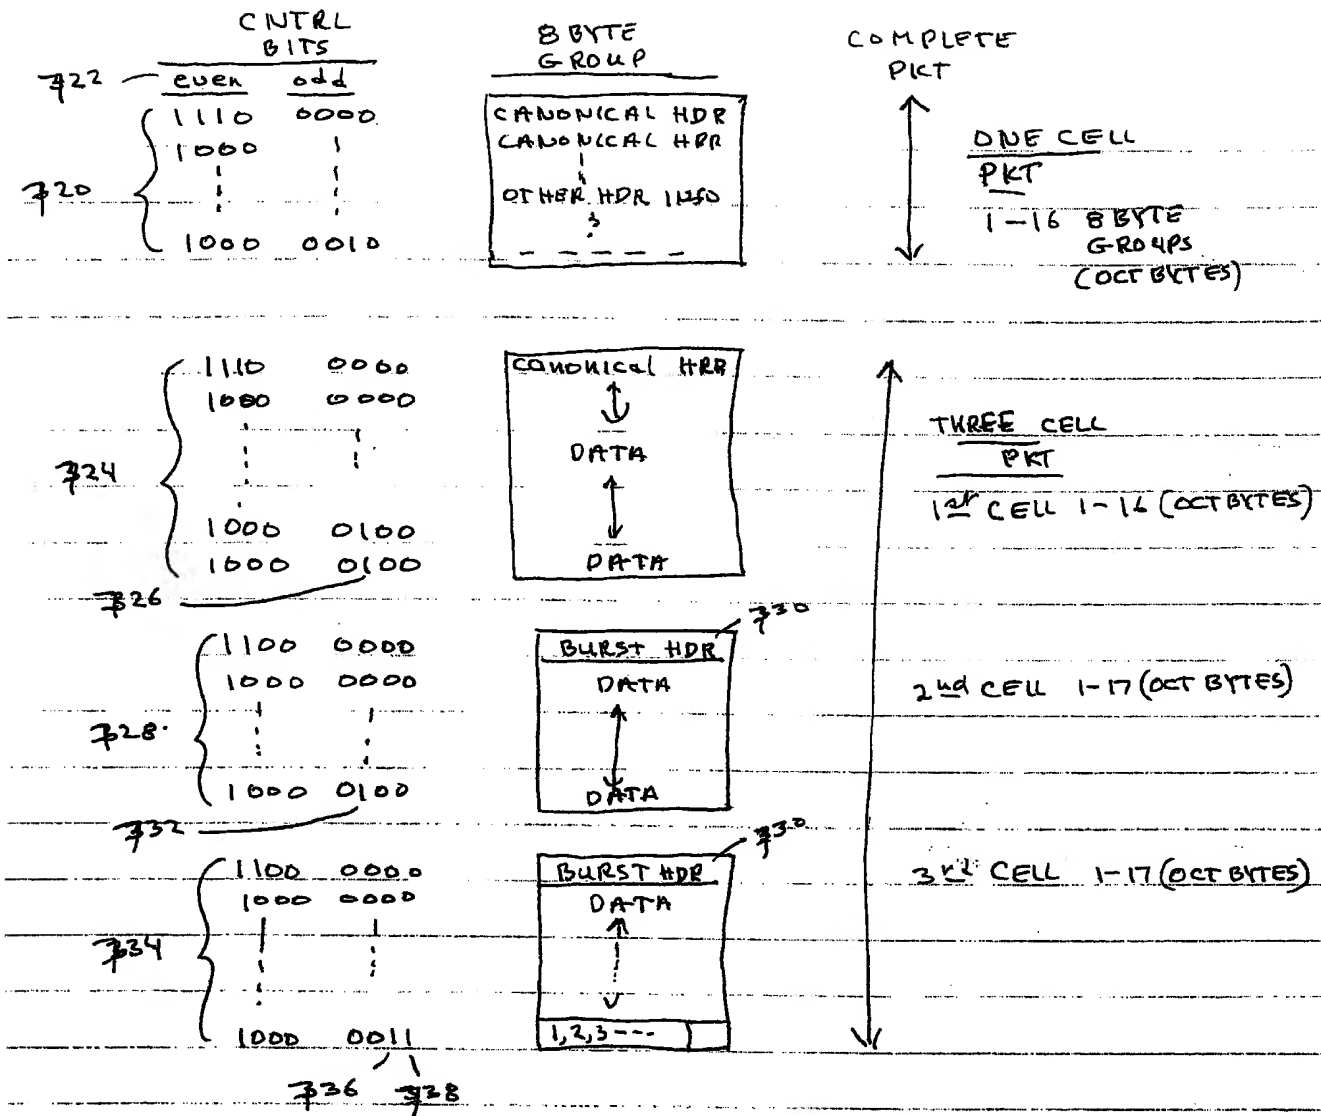 CNTRL
BITS
8 BYTE
GROUP
COMPLETE
PKT
722 even odd
1110 0000
1000
1000 0010
720
CANONICAL HDR
CANONICAL HDR
OTHER HDR INFO
ONE CELL
PKT
1-16 8 BYTE
GROUPS
(OCT BYTES)
1110 0000
1000 0000
1000 0100
1000 0100
724
726
CANONICAL HRR
DATA
DATA
THREE CELL
PKT
1st CELL 1-16 (OCT BYTES)
1100 0000
1000 0000
1000 0100
728
732
730
BURST HDR
DATA
DATA
2nd CELL 1-17 (OCT BYTES)
1100 0000
1000 0000
1000 0011
734
736 738
730
BURST HDR
DATA
1,2,3---
3rd CELL 1-17 (OCT BYTES)